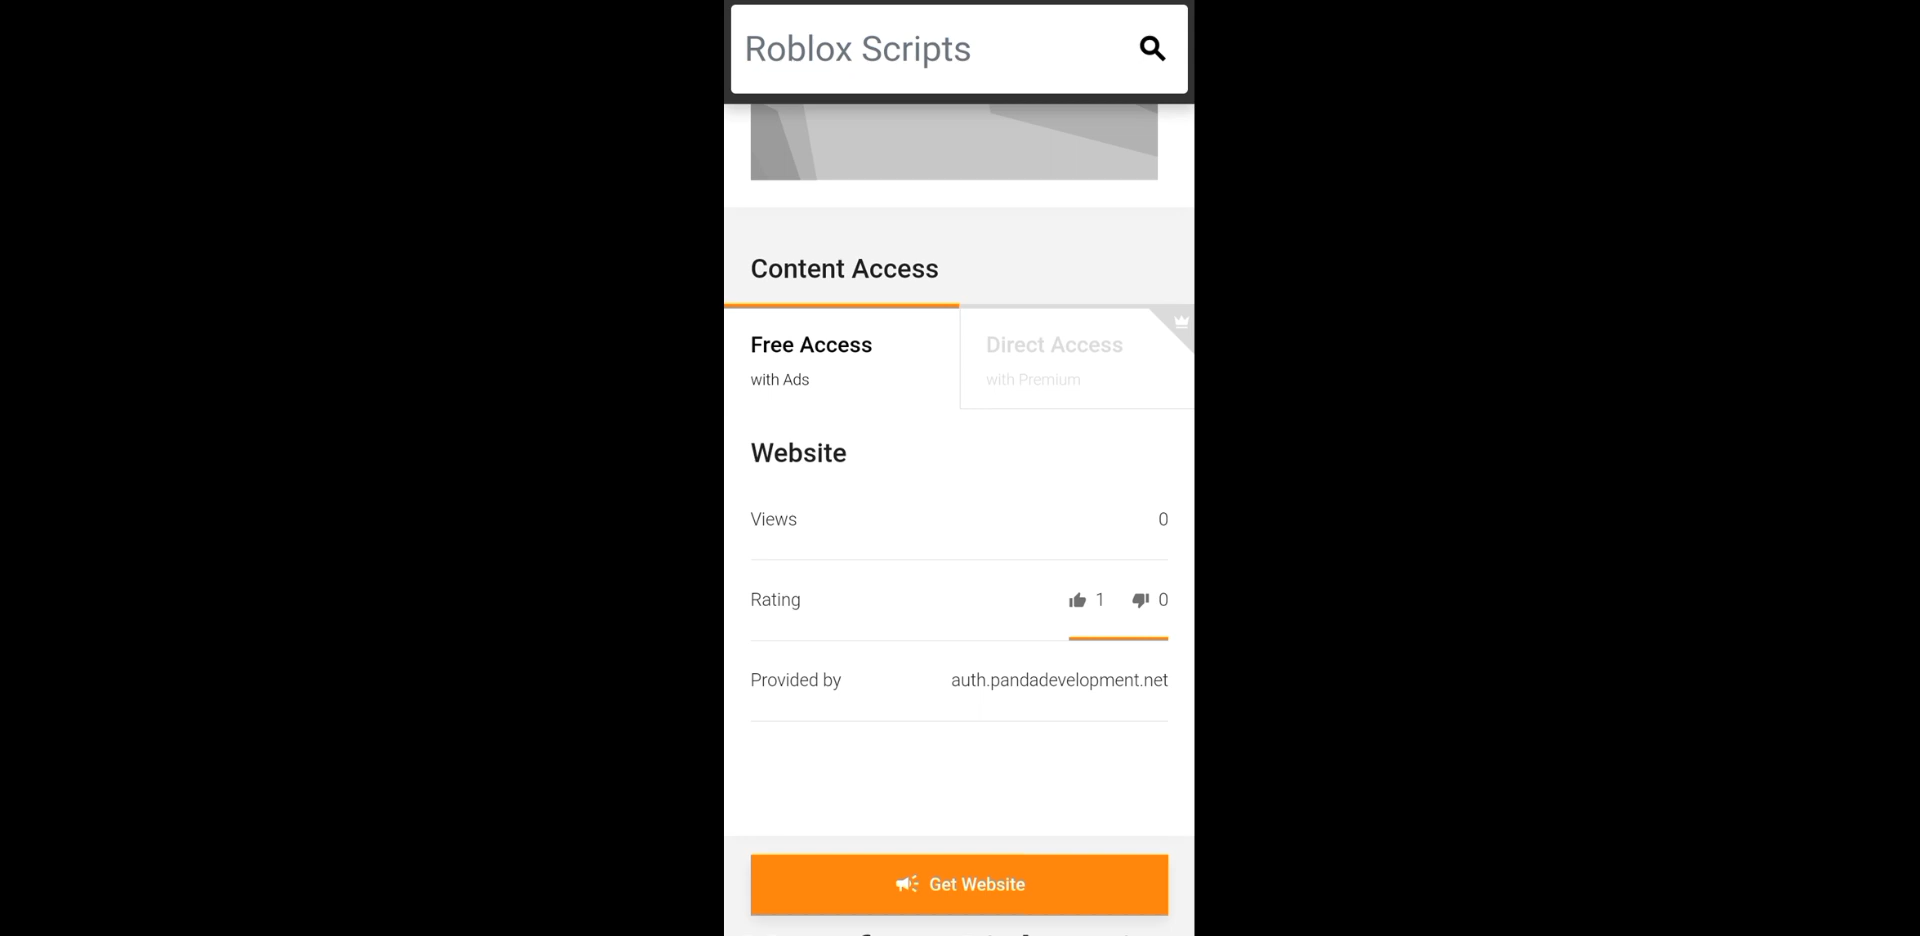 Roblox Scripts
Content Access
Free Access
with Ads
Direct Access
with Premium
Website
Views 0
Rating 1 0
Provided by auth.pandadevelopment.net
Get Website